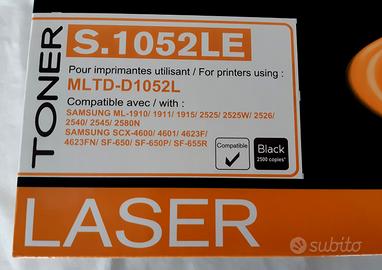 TONER
S.1052LE
Pour imprimantes utilisant / For printers using :
MLTD-D1052L
Compatible avec / with :
SAMSUNG ML-1910/ 1911/ 1915/ 2525/ 2525W/ 2526/
2540/ 2545/ 2580N
SAMSUNG SCX-4600/ 4601/ 4623F/
4623FN/ SF-650/ SF-650P/ SF-655R
Compatible
Black
2500 copies*
LASER
subito